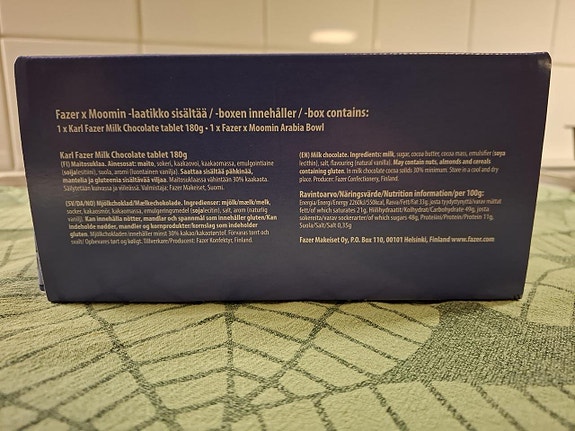 Fazer x Moomin -laatikko sisältää / -boxen innehåller / -box contains:
1 x Karl Fazer Milk Chocolate tablet 180g • 1 x Fazer x Moomin Arabia Bowl
Karl Fazer Milk Chocolate tablet 180g
(FI) Maitosuklaa. Ainesosat: maito, sokeri, kaakaovoi, kaakaomassa, emulgointiaine
(soijalesitiini), suola, aromi (luontainen vanilja). Saattaa sisältää pähkinää,
mantelia ja gluteenia sisältävää viljaa. Maitosuklaassa vähintään 30% kaakaota.
Säilytetään kuivassa ja viileässä. Valmistaja: Fazer Makeiset, Suomi.
(SV/DA/NO) Mjölkchoklad/Mælkechokolade. Ingredienser: mjölk/mælk/melk,
socker, kakaosmör, kakaomassa, emulgeringsmedel (sojalecitin), salt, arom (naturlig
vanilj). Kan innehålla nötter, mandel och spannmål som innehåller gluten/Kan
indeholde nødder, mandler og kornprodukter/kornslag som indeholder
gluten. Mjölkchokladen innehåller minst 30% kakao/kakaotørstof. Förvaras torrt och
svalt/ Opbevares tørt og køligt. Tillverkare/Producent: Fazer Konfektyr, Finland.
(EN) Milk chocolate. Ingredients: milk, sugar, cocoa butter, cocoa mass, emulsifier (soya
lecithin), salt, flavouring (natural vanilla). May contain nuts, almonds and cereals
containing gluten. In milk chocolate cocoa solids 30% minimum. Store in a cool and dry
place. Producer: Fazer Confectionery, Finland.
Ravintoarvo/Näringsvärde/Nutrition information/per 100g:
Energia/Energi/Energy 2260kJ/550kcal, Rasva/Fett/Fat 33g, josta tyydyttynyttä/varav mättat
fett/of which saturates 21g, Hiilihydraatit/Kolhydrat/Carbohydrate 49g, josta
sokereita/varav sockerarter/of which sugars 48g, Proteiinia/Protein/Protein 11g,
Suola/Salt/Salt 0,35g
Fazer Makeiset Oy, P.O. Box 110, 00101 Helsinki, Finland www.fazer.com